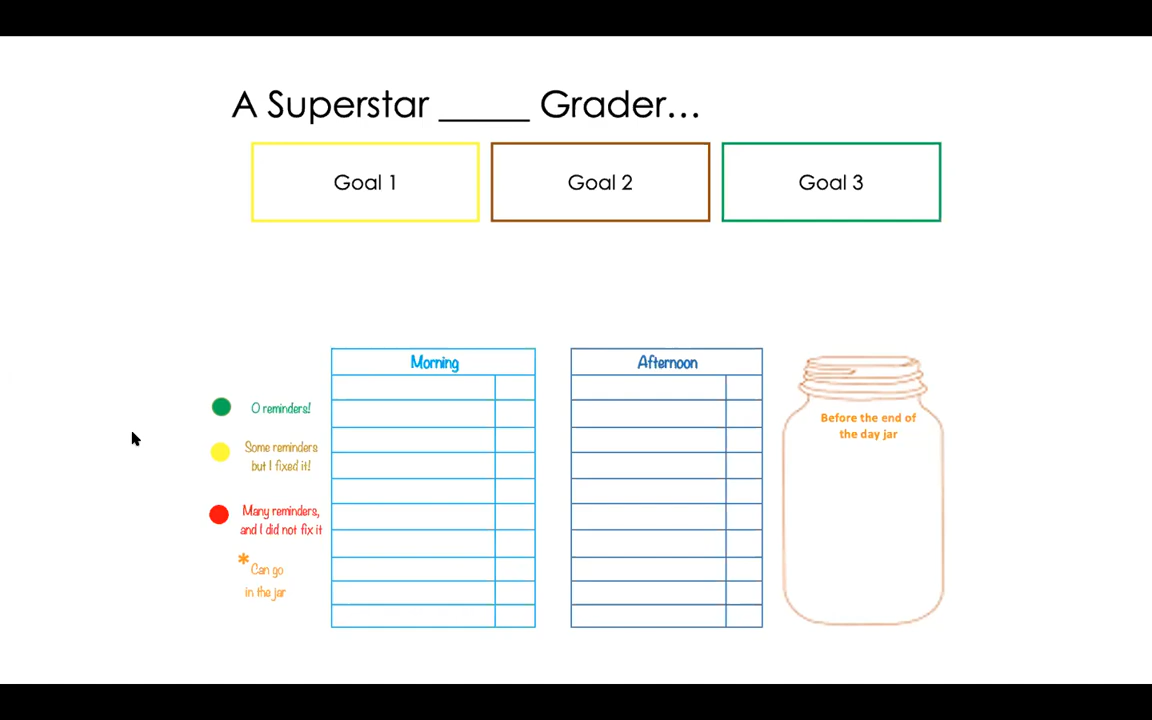 A Superstar _____ Grader...
Goal 1
Goal 2
Goal 3
Morning
Afternoon
0 reminders!
Some reminders
but I fixed it!
Many reminders,
and I did not fix it
* Can go
in the jar
Before the end of
the day jar